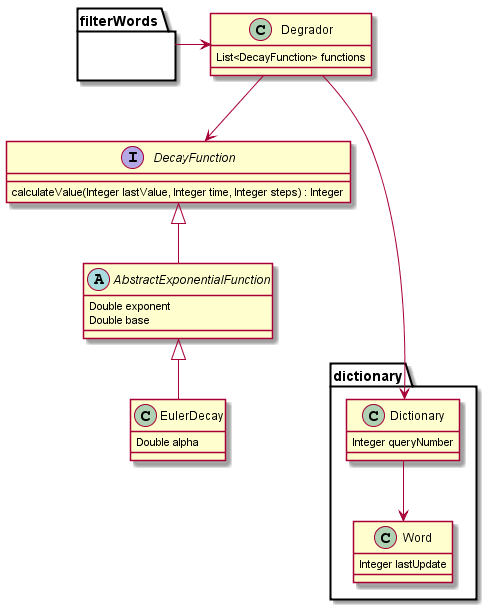 filterWords
C Degrador
List<DecayFunction> functions
I DecayFunction
calculateValue(Integer lastValue, Integer time, Integer steps) : Integer
A AbstractExponentialFunction
Double exponent
Double base
C EulerDecay
Double alpha
dictionary
C Dictionary
Integer queryNumber
C Word
Integer lastUpdate